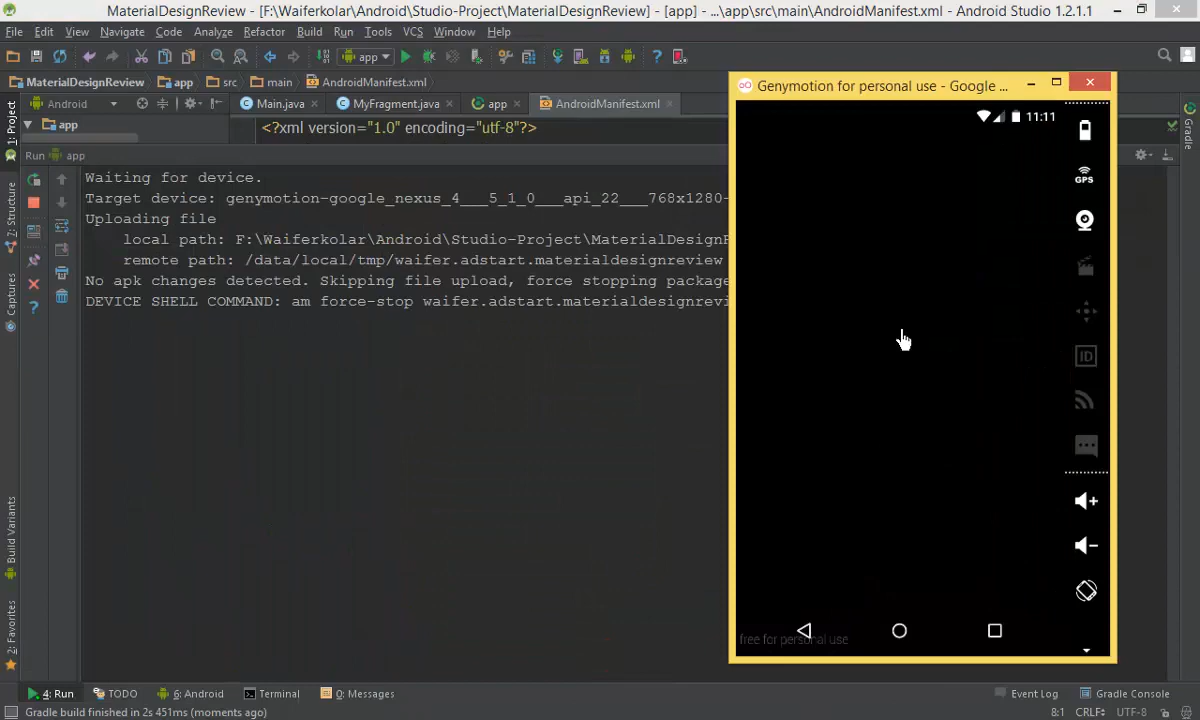 MaterialDesignReview - [F:\Waiferkolar\Android\Studio-Project\MaterialDesignReview] - [app] - ...\app\src\main\AndroidManifest.xml - Android Studio 1.2.1.1
File Edit View Navigate Code Analyze Refactor Build Run Tools VCS Window Help
app
MaterialDesignReview app src main AndroidManifest.xml
Genymotion for personal use - Google ...
1: Project
Android
Main.java
MyFragment.java
app
AndroidManifest.xml
Gradle
app
<?xml version="1.0" encoding="utf-8"?>
11:11
Run app
GPS
Waiting for device.
Target device: genymotion-google_nexus_4___5_1_0___api_22___768x1280-
Uploading file
local path: F:\Waiferkolar\Android\Studio-Project\MaterialDesignR
remote path: /data/local/tmp/waifer.adstart.materialdesignreview
No apk changes detected. Skipping file upload, force stopping package
DEVICE SHELL COMMAND: am force-stop waifer.adstart.materialdesignrevi
Z: Structure
Captures
ID
Build Variants
2: Favorites
free for personal use
4: Run TODO 6: Android Terminal 0: Messages Event Log Gradle Console
Gradle build finished in 2s 451ms (moments ago) 8:1 CRLF÷ UTF-8